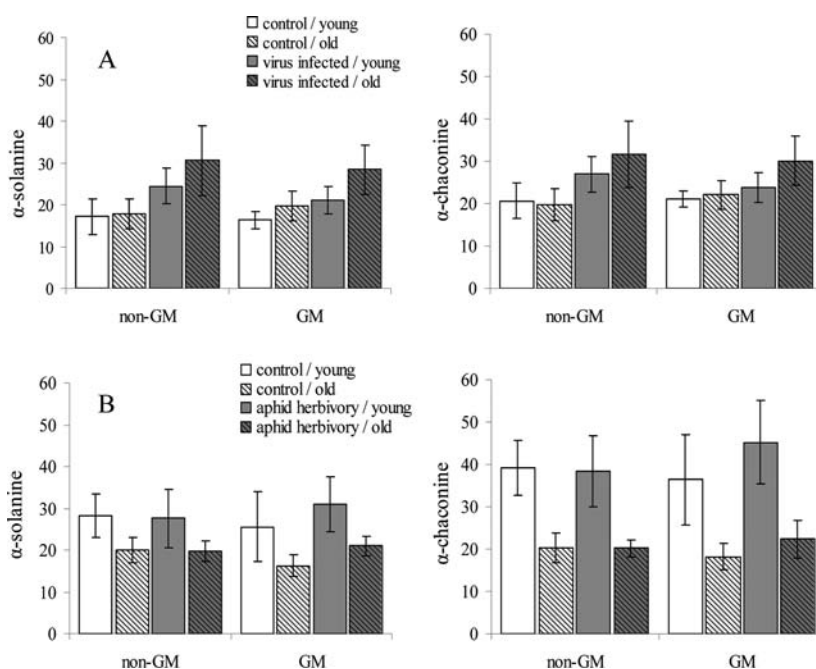 A
control / young
control / old
virus infected / young
virus infected / old
α-solanine
60
50
40
30
20
10
0
non-GM GM
α-chaconine
60
50
40
30
20
10
0
non-GM GM
B
control / young
control / old
aphid herbivory / young
aphid herbivory / old
α-solanine
60
50
40
30
20
10
0
non-GM GM
α-chaconine
60
50
40
30
20
10
0
non-GM GM